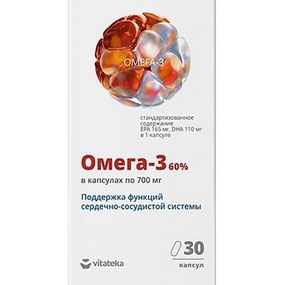 ОМЕГА-3
стандартизованное
содержание
EPA 165 мг, DHA 110 мг
в 1 капсуле
Омега-3 60%
в капсулах по 700 мг
Поддержка функций
сердечно-сосудистой системы
vitateka
30
капсул